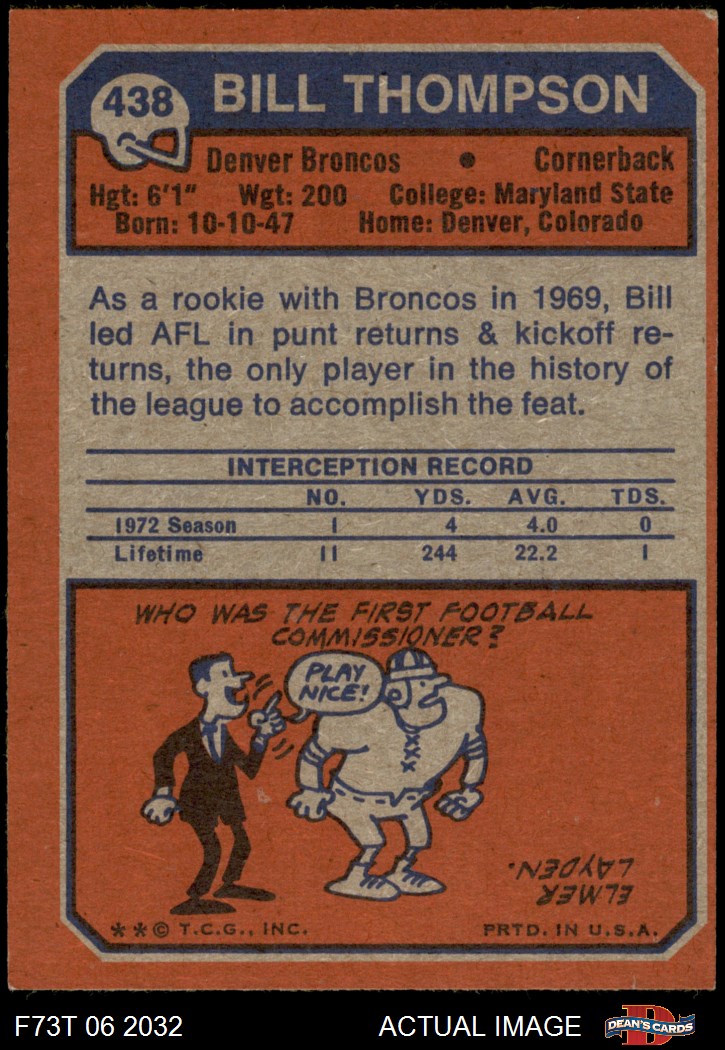 438
BILL THOMPSON
Denver Broncos • Cornerback
Hgt: 6'1" Wgt: 200 College: Maryland State
Born: 10-10-47 Home: Denver, Colorado
As a rookie with Broncos in 1969, Bill
led AFL in punt returns & kickoff re-
turns, the only player in the history of
the league to accomplish the feat.
INTERCEPTION RECORD
NO. YDS. AVG. TDS.
1972 Season 1 4 4.0 0
Lifetime 11 244 22.2 1
WHO WAS THE FIRST FOOTBALL
COMMISSIONER?
PLAY
NICE!
ELMER
LAYDEN.
**© T.C.G., INC. PRTD. IN U.S.A.
F73T 06 2032 ACTUAL IMAGE
D
DEAN'S CARDS